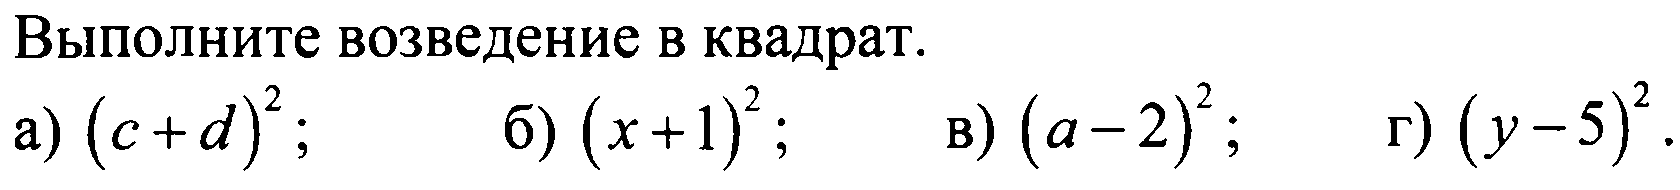 Выполните возведение в квадрат.
а) (c + d)²; б) (x + 1)²; в) (a − 2)²; г) (y − 5)².